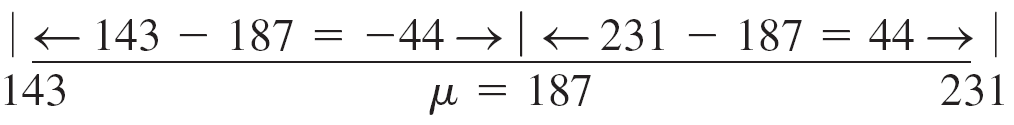 | ← 143 − 187 = −44 → | ← 231 − 187 = 44 → |
143 μ = 187 231